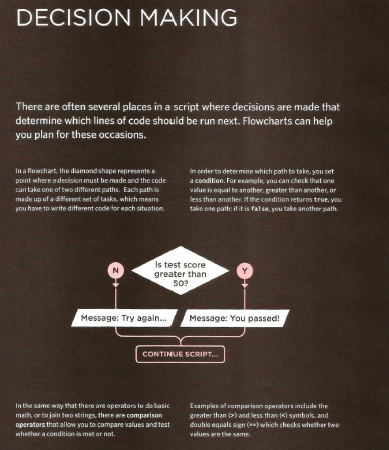 DECISION MAKING
There are often several places in a script where decisions are made that
determine which lines of code should be run next. Flowcharts can help
you plan for these occasions.
In a flowchart, the diamond shape represents a
point where a decision must be made and the code
can take one of two different paths. Each path is
made up of a different set of tasks, which means
you have to write different code for each situation.
In order to determine which path to take, you set
a condition. For example, you can check that one
value is equal to another, greater than another, or
less than another. If the condition returns true, you
take one path; if it is false, you take another path.
N
Is test score
greater than
50?
Y
Message: Try again...
Message: You passed!
CONTINUE SCRIPT...
In the same way that there are operators to do basic
math, or to join two strings, there are comparison
operators that allow you to compare values and test
whether a condition is met or not.
Examples of comparison operators include the
greater than (>) and less than (<) symbols, and
double equals sign (==) which checks whether two
values are the same.